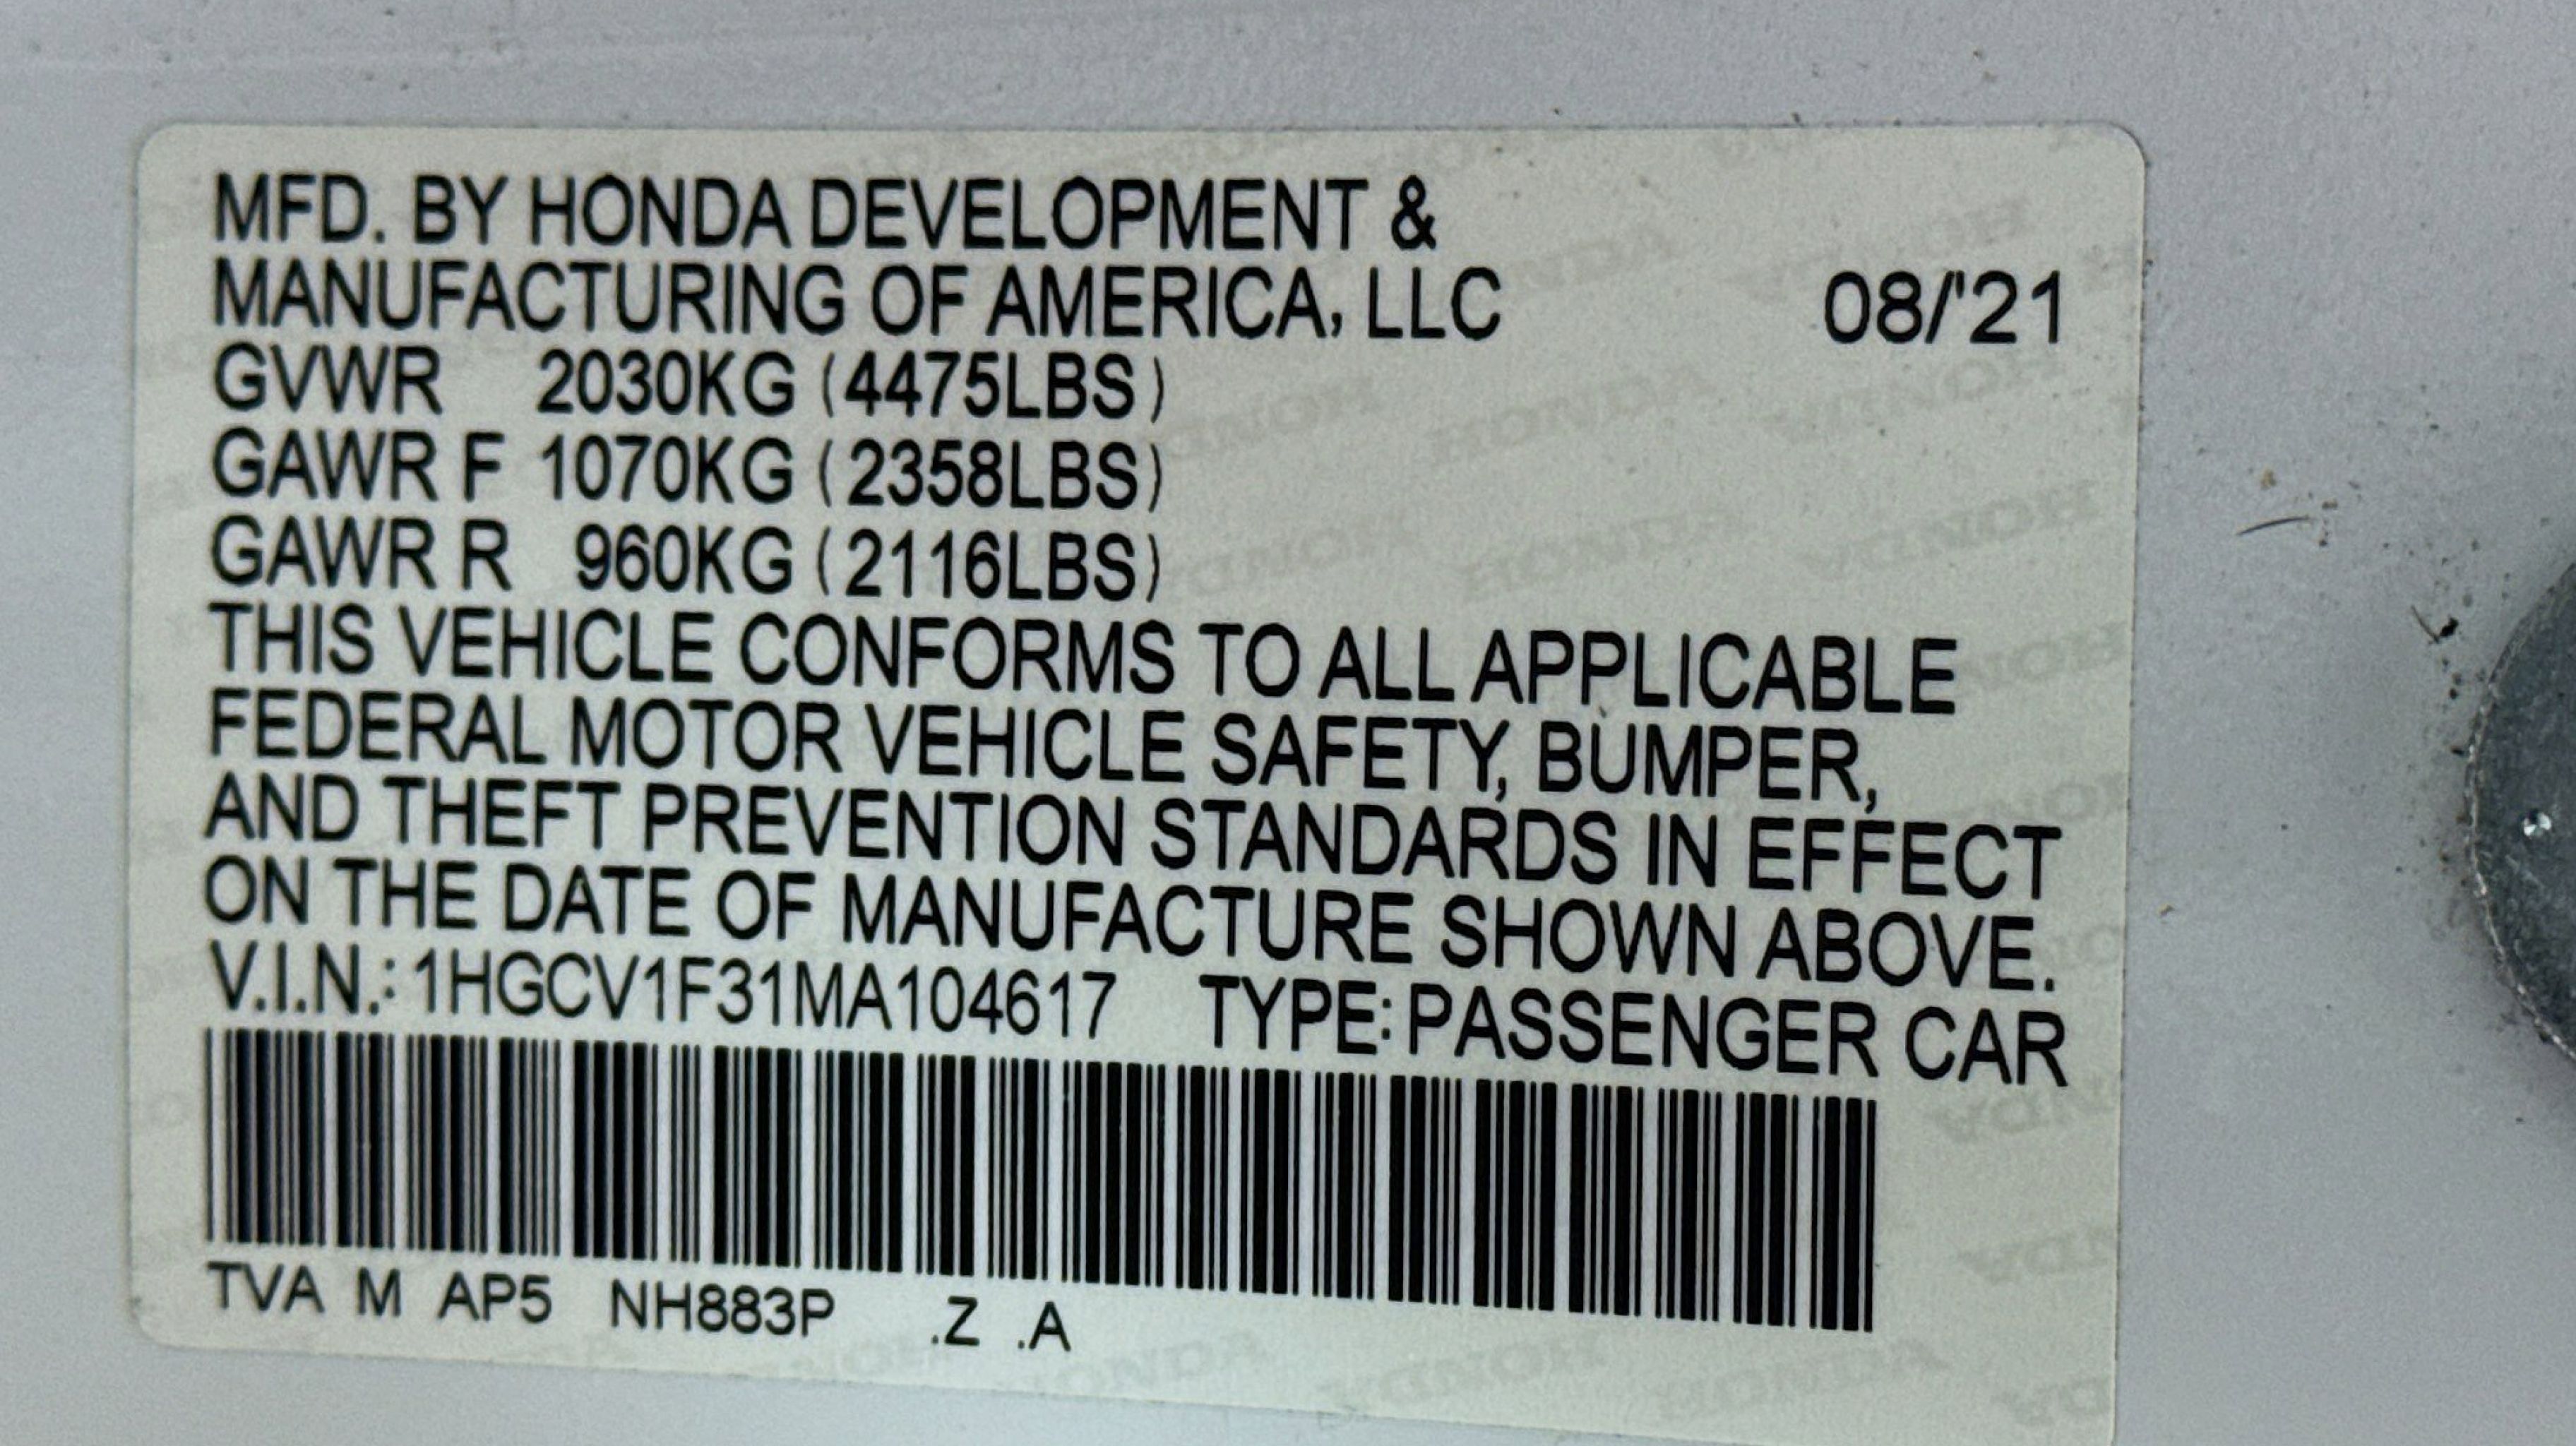 MFD. BY HONDA DEVELOPMENT &
MANUFACTURING OF AMERICA, LLC 08/'21
GVWR 2030KG (4475LBS)
GAWR F 1070KG (2358LBS)
GAWR R 960KG (2116LBS)
THIS VEHICLE CONFORMS TO ALL APPLICABLE
FEDERAL MOTOR VEHICLE SAFETY, BUMPER,
AND THEFT PREVENTION STANDARDS IN EFFECT
ON THE DATE OF MANUFACTURE SHOWN ABOVE.
V.I.N.: 1HGCV1F31MA104617 TYPE: PASSENGER CAR
TVA M AP5 NH883P .Z .A